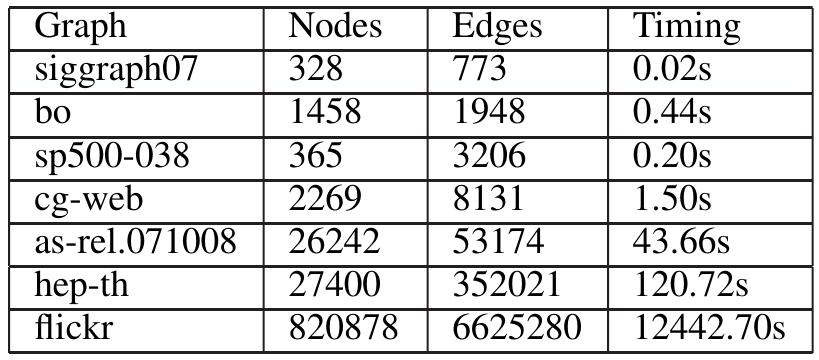 Graph Nodes Edges Timing
siggraph07 328 773 0.02s
bo 1458 1948 0.44s
sp500-038 365 3206 0.20s
cg-web 2269 8131 1.50s
as-rel.071008 26242 53174 43.66s
hep-th 27400 352021 120.72s
flickr 820878 6625280 12442.70s